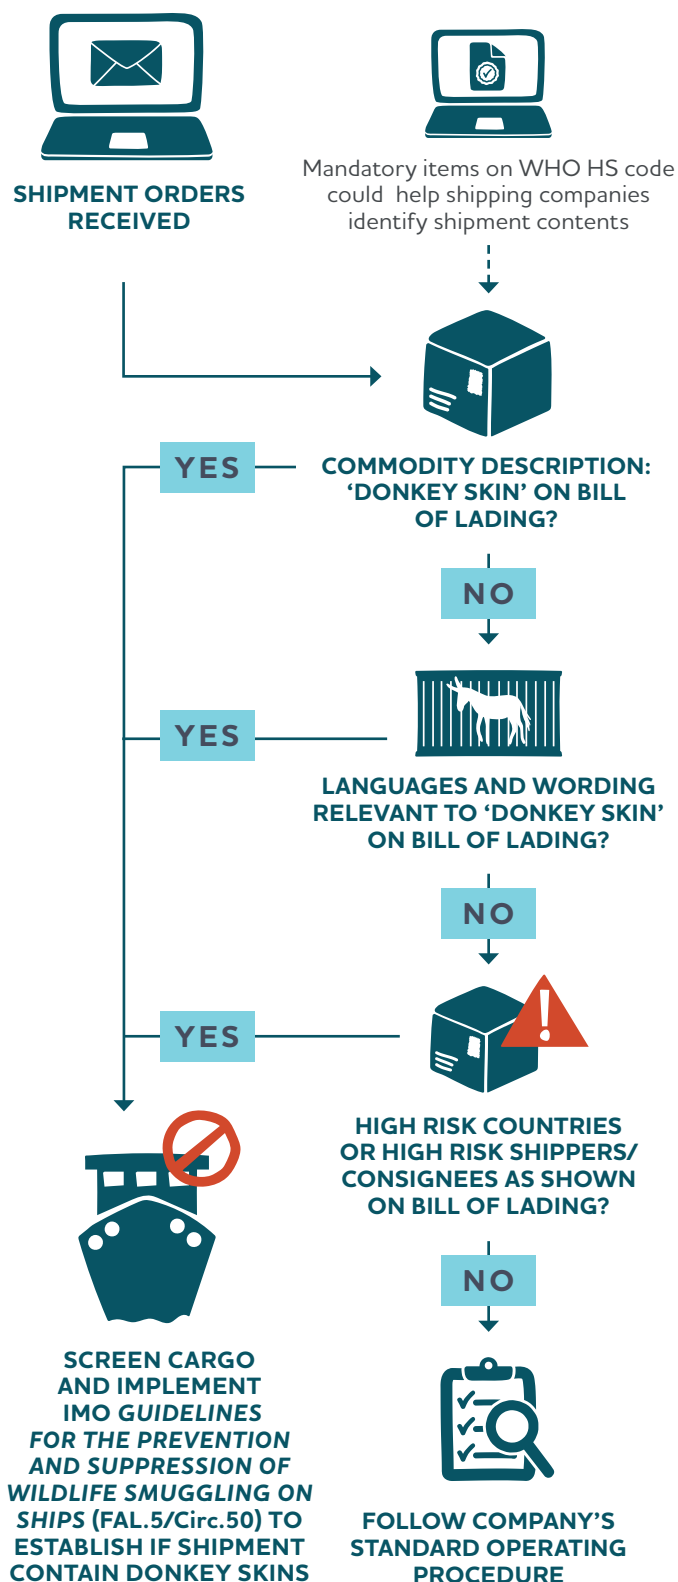 SHIPMENT ORDERS
RECEIVED
Mandatory items on WHO HS code
could help shipping companies
identify shipment contents
COMMODITY DESCRIPTION:
‘DONKEY SKIN’ ON BILL
OF LADING?
YES
NO
LANGUAGES AND WORDING
RELEVANT TO ‘DONKEY SKIN’
ON BILL OF LADING?
YES
NO
HIGH RISK COUNTRIES
OR HIGH RISK SHIPPERS/
CONSIGNEES AS SHOWN
ON BILL OF LADING?
YES
NO
SCREEN CARGO
AND IMPLEMENT
IMO GUIDELINES
FOR THE PREVENTION
AND SUPPRESSION OF
WILDLIFE SMUGGLING ON
SHIPS (FAL.5/Circ.50) TO
ESTABLISH IF SHIPMENT
CONTAIN DONKEY SKINS
FOLLOW COMPANY’S
STANDARD OPERATING
PROCEDURE